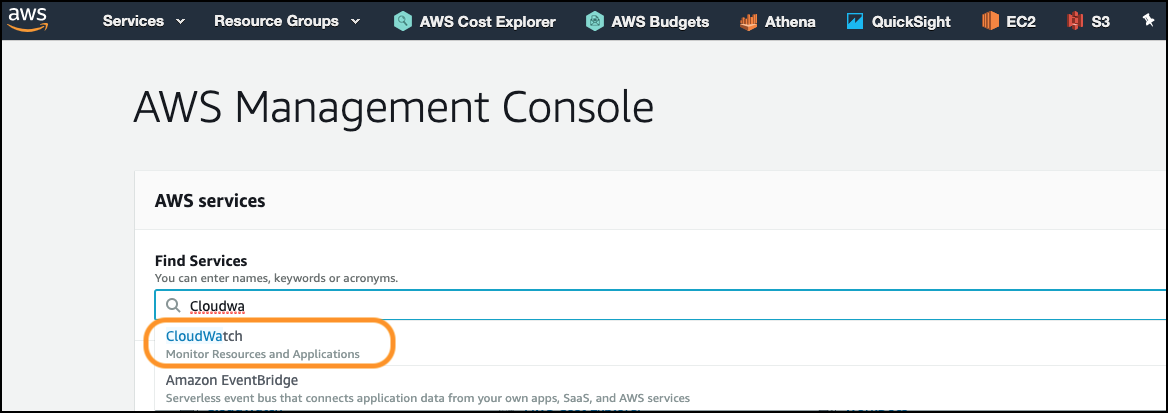 aws Services Resource Groups AWS Cost Explorer AWS Budgets Athena QuickSight EC2 S3
AWS Management Console
AWS services
Find Services
You can enter names, keywords or acronyms.
Cloudwa
CloudWatch
Monitor Resources and Applications
Amazon EventBridge
Serverless event bus that connects application data from your own apps, SaaS, and AWS services